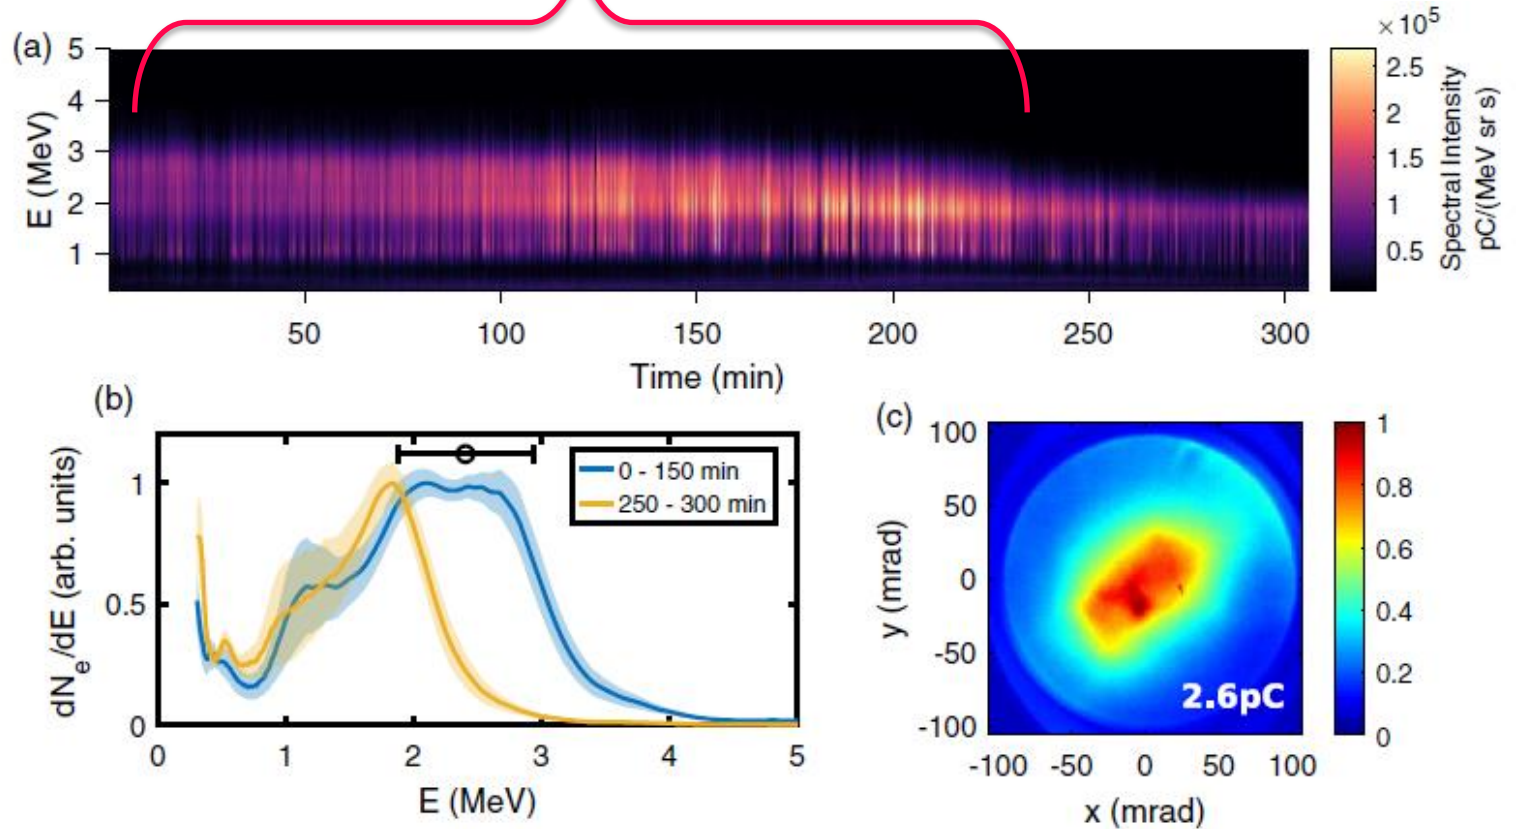 (a)
5
4
3
2
1
E (MeV)
50 100 150 200 250 300
Time (min)
×10⁵
2.5
2
1.5
1
0.5
Spectral Intensity
pC/(MeV sr s)
(b)
1
0.5
0
dNₑ/dE (arb. units)
0 - 150 min
250 - 300 min
0 1 2 3 4 5
E (MeV)
(c)
100
50
0
-50
-100
y (mrad)
2.6pC
-100 -50 0 50 100
x (mrad)
1
0.8
0.6
0.4
0.2
0